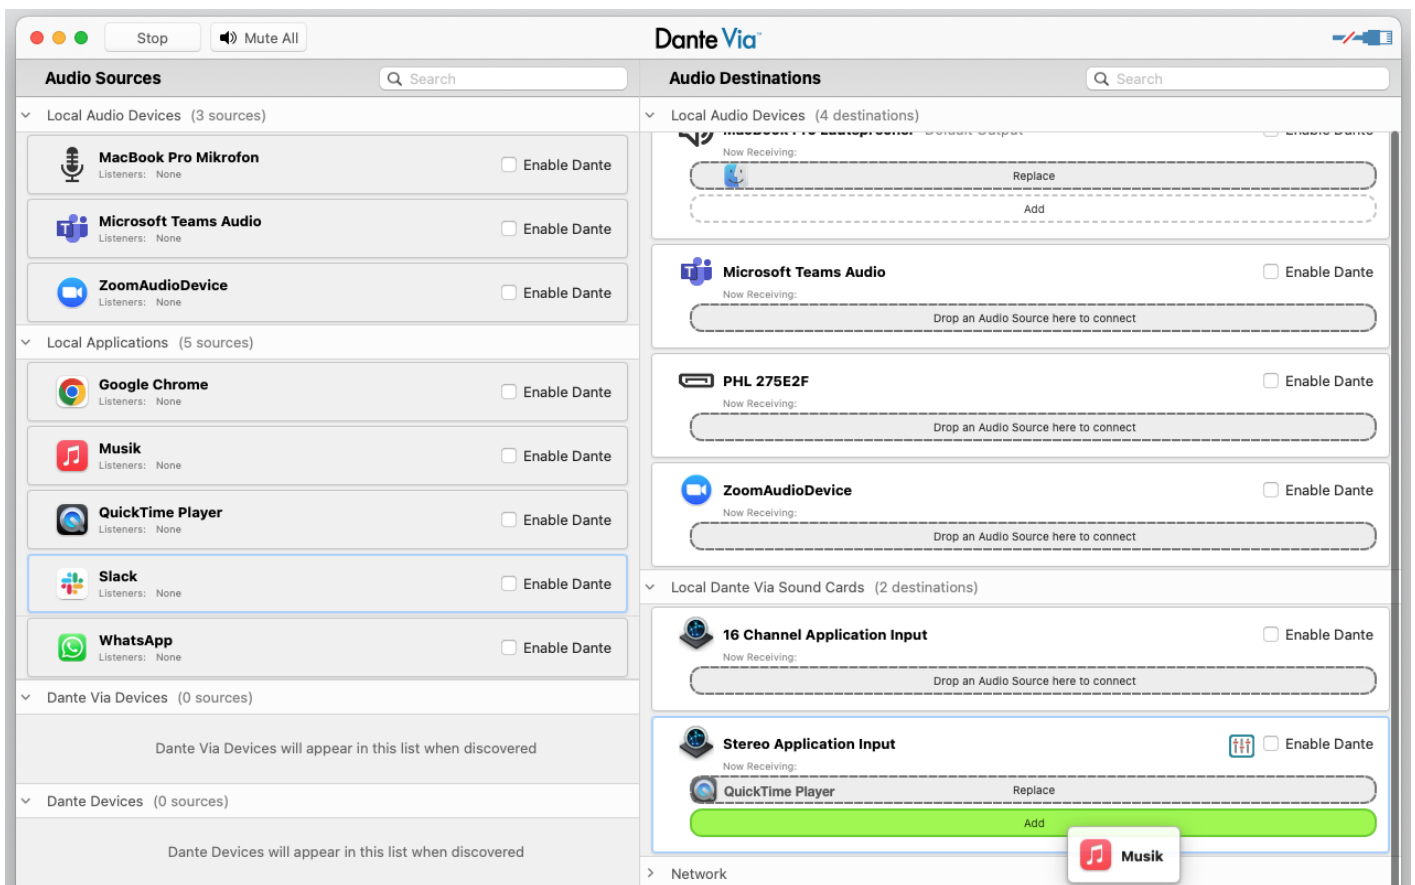 Stop
Mute All
Dante Via
Audio Sources
Search
Local Audio Devices (3 sources)
MacBook Pro Mikrofon
Listeners: None
Enable Dante
Microsoft Teams Audio
Listeners: None
Enable Dante
ZoomAudioDevice
Listeners: None
Enable Dante
Local Applications (5 sources)
Google Chrome
Listeners: None
Enable Dante
Musik
Listeners: None
Enable Dante
QuickTime Player
Listeners: None
Enable Dante
Slack
Listeners: None
Enable Dante
WhatsApp
Listeners: None
Enable Dante
Dante Via Devices (0 sources)
Dante Via Devices will appear in this list when discovered
Dante Devices (0 sources)
Dante Devices will appear in this list when discovered
Audio Destinations
Search
Local Audio Devices (4 destinations)
MacBook Pro Lautsprecher Default Output
Enable Dante
Now Receiving:
Replace
Add
Microsoft Teams Audio
Enable Dante
Now Receiving:
Drop an Audio Source here to connect
PHL 275E2F
Enable Dante
Now Receiving:
Drop an Audio Source here to connect
ZoomAudioDevice
Enable Dante
Now Receiving:
Drop an Audio Source here to connect
Local Dante Via Sound Cards (2 destinations)
16 Channel Application Input
Enable Dante
Now Receiving:
Drop an Audio Source here to connect
Stereo Application Input
Enable Dante
Now Receiving:
QuickTime Player
Replace
Add
Musik
Network